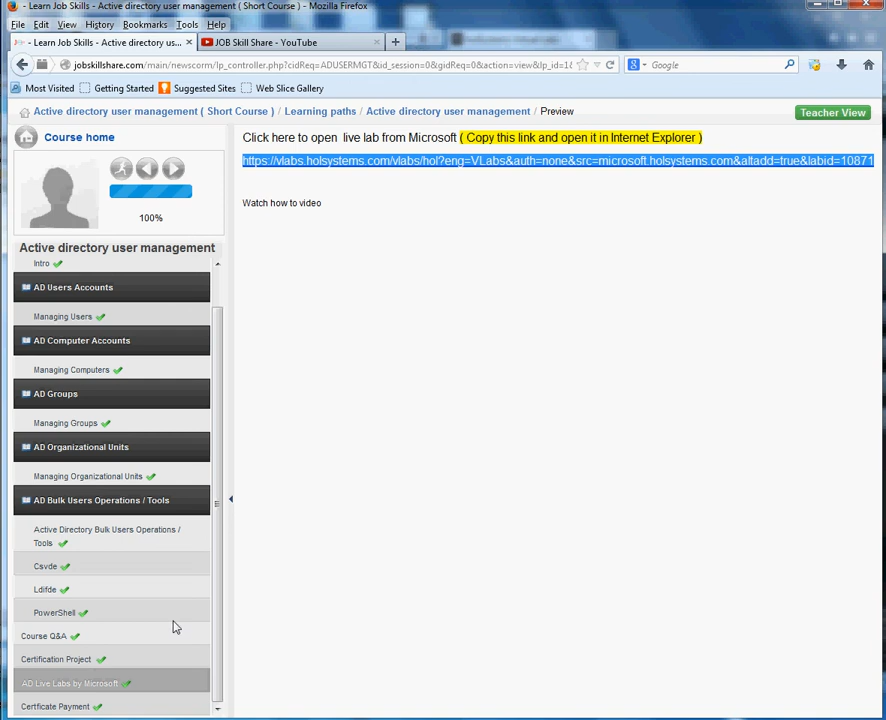 - Learn Job Skills - Active directory user management ( Short Course ) - Mozilla Firefox
File Edit View History Bookmarks Tools Help
- Learn Job Skills - Active directory us... × JOB Skill Share - YouTube × +
jobskillshare.com/main/newscorm/lp_controller.php?cidReq=ADUSERMGT&id_session=0&gidReq=0&action=view&lp_id=1& Google
Most Visited Getting Started Suggested Sites Web Slice Gallery
Active directory user management ( Short Course ) / Learning paths / Active directory user management / Preview
Teacher View
Course home
100%
Active directory user management
Intro
AD Users Accounts
Managing Users
AD Computer Accounts
Managing Computers
AD Groups
Managing Groups
AD Organizational Units
Managing Organizational Units
AD Bulk Users Operations / Tools
Active Directory Bulk Users Operations /
Tools
Csvde
Ldifde
PowerShell
Course Q&A
Certification Project
AD Live Labs by Microsoft
Certficate Payment
Click here to open live lab from Microsoft ( Copy this link and open it in Internet Explorer )
https://vlabs.holsystems.com/vlabs/hol?eng=VLabs&auth=none&src=microsoft.holsystems.com&altadd=true&labid=10871
Watch how to video